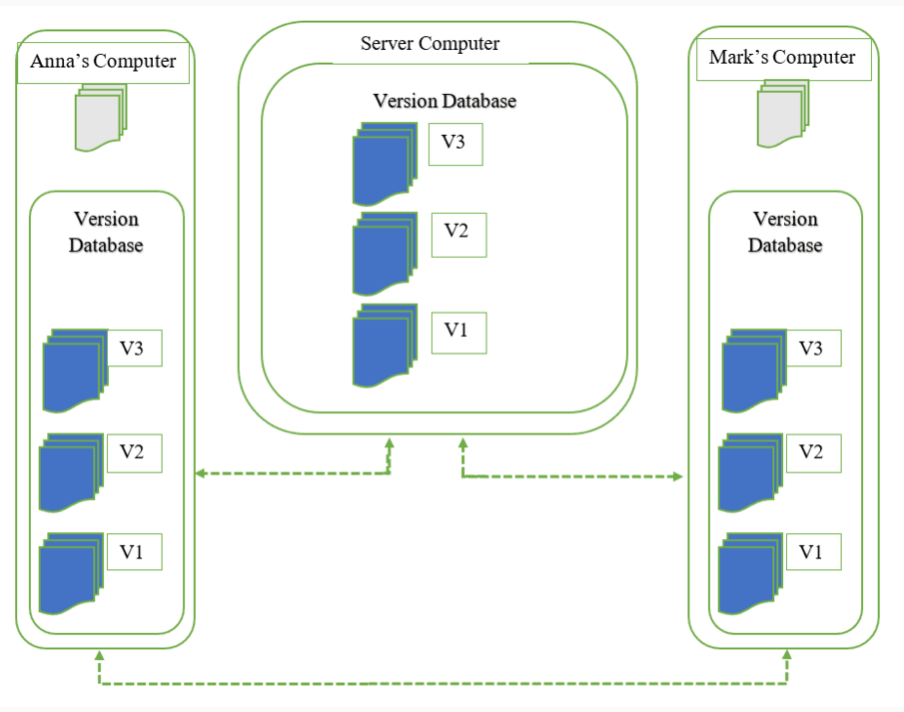 Anna’s Computer
Version
Database
V3
V2
V1
Server Computer
Version Database
V3
V2
V1
Mark’s Computer
Version
Database
V3
V2
V1